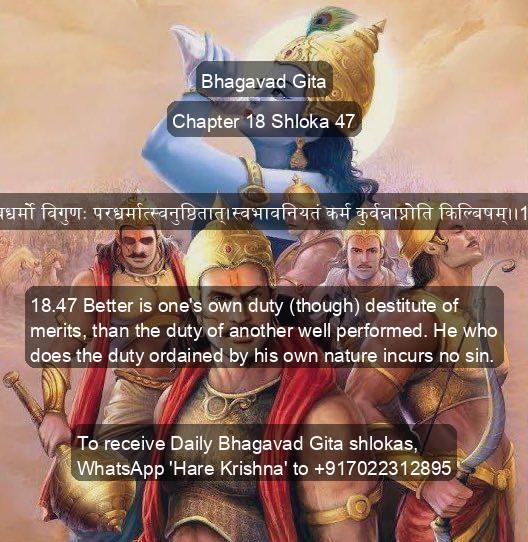 Bhagavad Gita
Chapter 18 Shloka 47
वधर्मो विगुणः परधर्मात्स्वनुष्ठितात्।स्वभावनियतं कर्म कुर्वन्नाप्नोति किल्बिषम्।।1
18.47 Better is one's own duty (though) destitute of
merits, than the duty of another well performed. He who
does the duty ordained by his own nature incurs no sin.
To receive Daily Bhagavad Gita shlokas,
WhatsApp 'Hare Krishna' to +917022312895